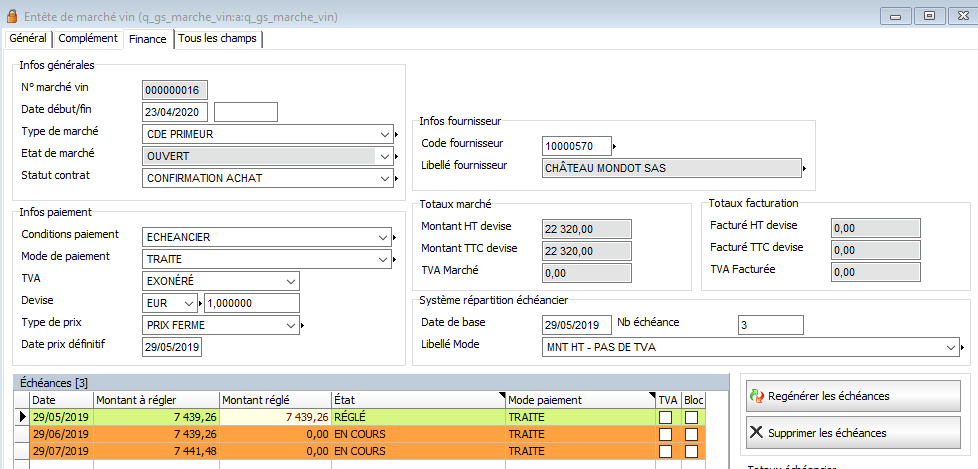 Entête de marché vin (q_gs_marche_vin:a:q_gs_marche_vin)
Général Complément Finance Tous les champs
Infos générales
N° marché vin 000000016
Date début/fin 23/04/2020
Type de marché CDE PRIMEUR
Etat de marché OUVERT
Statut contrat CONFIRMATION ACHAT
Infos fournisseur
Code fournisseur 10000570
Libellé fournisseur CHÂTEAU MONDOT SAS
Infos paiement
Conditions paiement ECHEANCIER
Mode de paiement TRAITE
TVA EXONÉRÉ
Devise EUR 1,000000
Type de prix PRIX FERME
Date prix définitif 29/05/2019
Totaux marché
Montant HT devise 22 320,00
Montant TTC devise 22 320,00
TVA Marché 0,00
Totaux facturation
Facturé HT devise 0,00
Facturé TTC devise 0,00
TVA Facturée 0,00
Système répartition échéancier
Date de base 29/05/2019 Nb échéance 3
Libellé Mode MNT HT - PAS DE TVA
Échéances [3]
Date Montant à régler Montant réglé État Mode paiement TVA Bloc
29/05/2019 7 439,26 7 439,26 RÉGLÉ TRAITE
29/06/2019 7 439,26 0,00 EN COURS TRAITE
29/07/2019 7 441,48 0,00 EN COURS TRAITE
Regénérer les échéances
Supprimer les échéances
Totaux échéancier